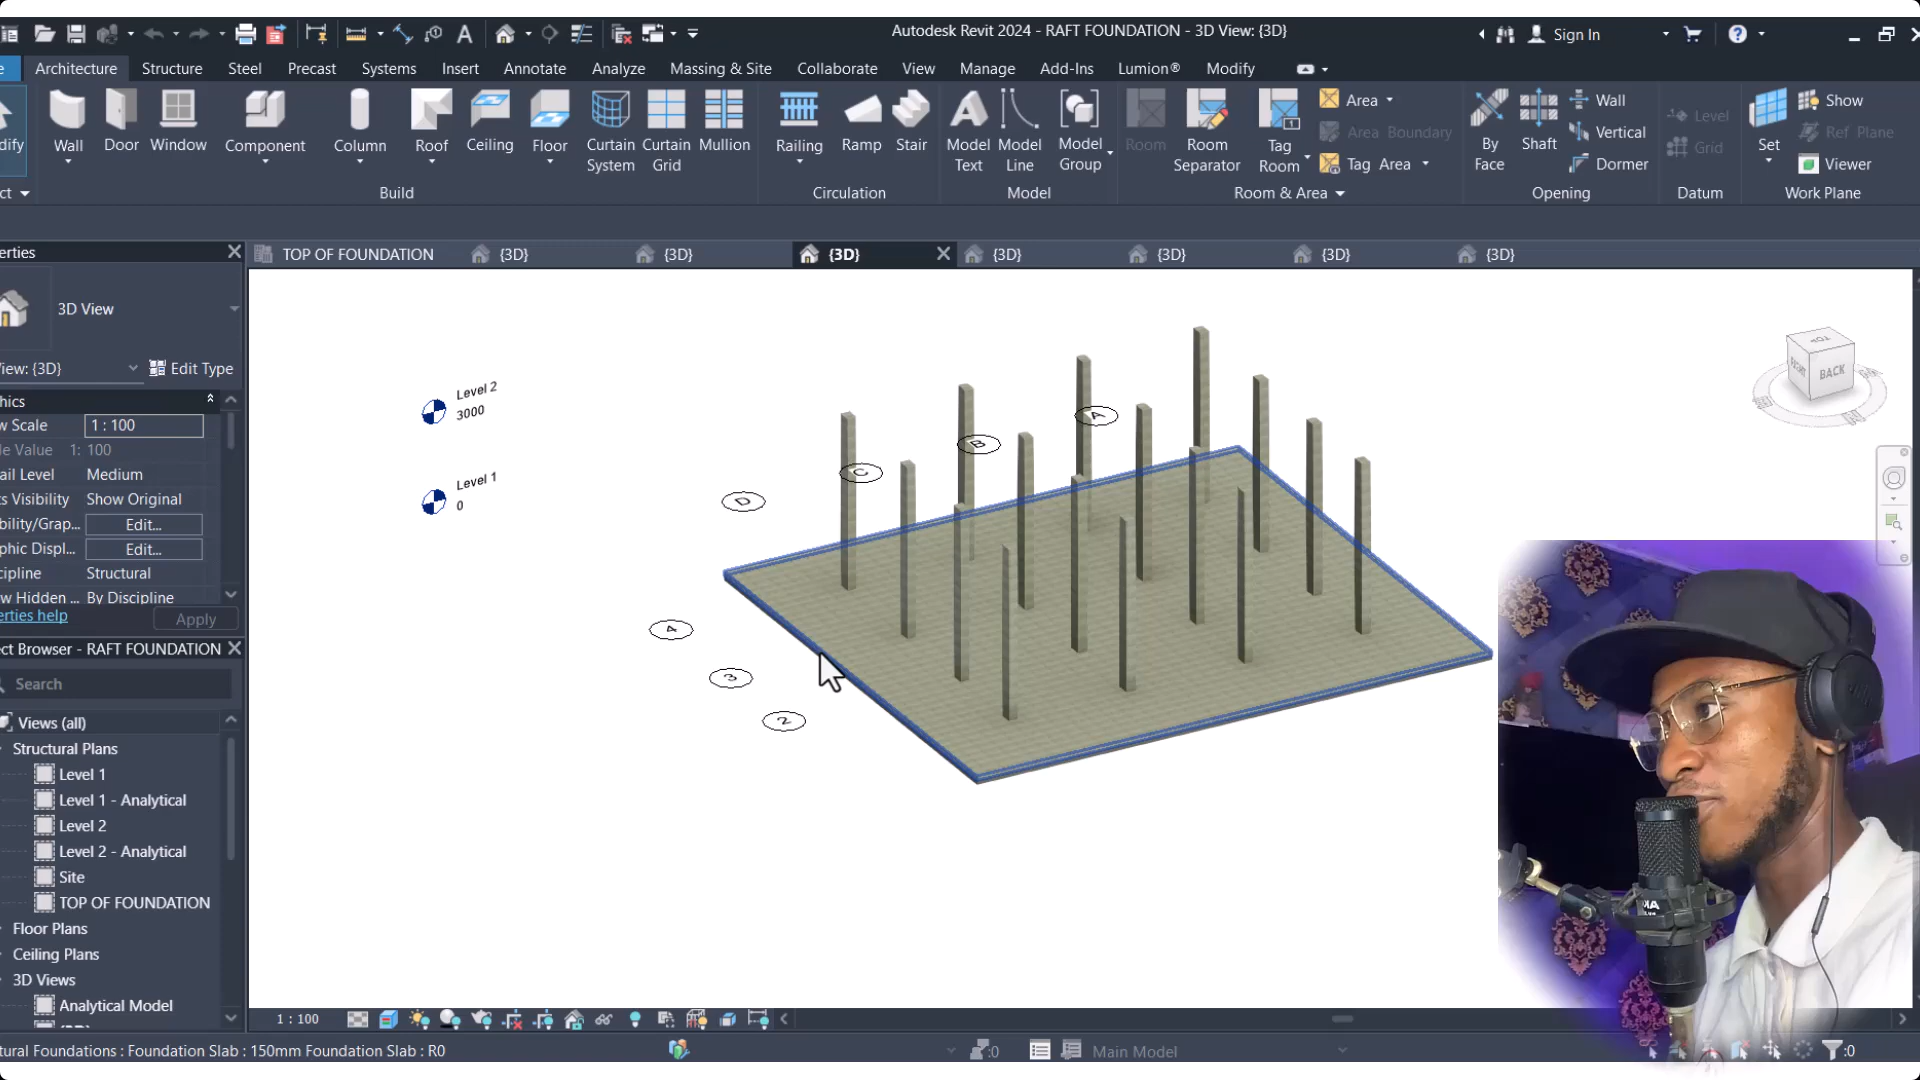 Autodesk Revit 2024 - RAFT FOUNDATION - 3D View: {3D}
Sign In
Architecture Structure Steel Precast Systems Insert Annotate Analyze Massing & Site Collaborate View Manage Add-Ins Lumion® Modify
dify
Wall Door Window Component Column Roof Ceiling Floor Curtain System Curtain Grid Mullion
Railing Ramp Stair
Model Text Model Line Model Group
Room Room Separator Tag Room
Area
Area Boundary
Tag Area
By Face Shaft Wall
Vertical
Dormer
Level
Grid
Set Show
Ref Plane
Viewer
ct Build Circulation Model Room & Area Opening Datum Work Plane
erties
TOP OF FOUNDATION {3D} {3D} {3D} {3D} {3D} {3D} {3D}
3D View
iew: {3D} Edit Type
hics
w Scale 1 : 100
le Value 1: 100
ail Level Medium
ts Visibility Show Original
bility/Grap... Edit...
phic Displ... Edit...
cipline Structural
w Hidden ... By Discipline
erties help Apply
ect Browser - RAFT FOUNDATION
Search
Views (all)
Structural Plans
Level 1
Level 1 - Analytical
Level 2
Level 2 - Analytical
Site
TOP OF FOUNDATION
Floor Plans
Ceiling Plans
3D Views
Analytical Model
Level 2
3000
Level 1
0
A
B
C
D
4
3
2
TOP
FRONT BACK
1 : 100
tural Foundations : Foundation Slab : 150mm Foundation Slab : R0
:0
Main Model
:0